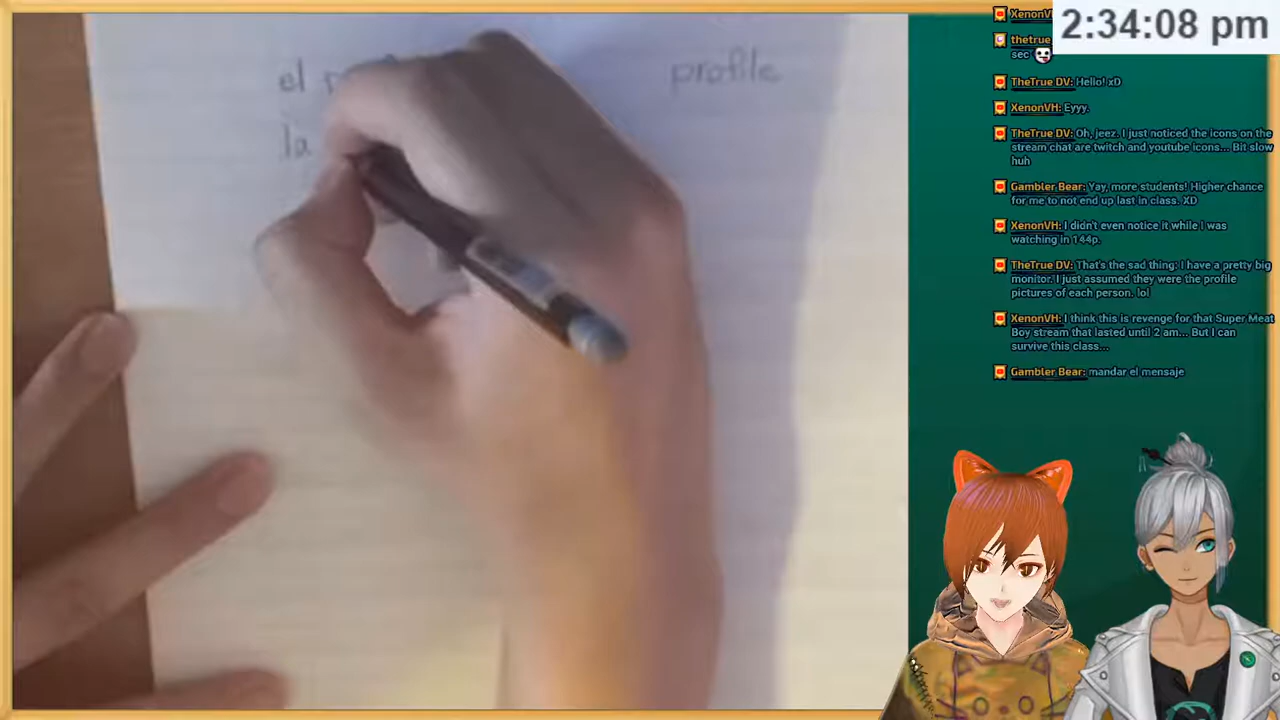 2:34:08 pm
el
profile
la
XenonV
thetrue
sec
TheTrue DV: Hello! xD
XenonVH: Eyyy.
TheTrue DV: Oh, jeez. I just noticed the icons on the
stream chat are twitch and youtube icons... Bit slow
huh
Gambler Bear: Yay, more students! Higher chance
for me to not end up last in class. XD
XenonVH: I didn't even notice it while I was
watching in 144p.
TheTrue DV: That's the sad thing: I have a pretty big
monitor. I just assumed they were the profile
pictures of each person. lol
XenonVH: I think this is revenge for that Super Meat
Boy stream that lasted until 2 am... But I can
survive this class...
Gambler Bear: mandar el mensaje